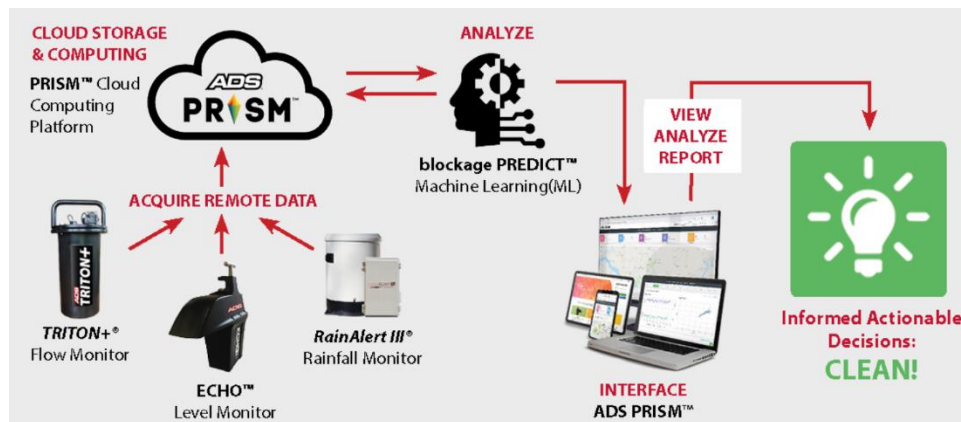 CLOUD STORAGE
& COMPUTING
PRISM™ Cloud
Computing
Platform
ADS
PRISM™
ANALYZE
blockage PREDICT™
Machine Learning(ML)
VIEW
ANALYZE
REPORT
ACQUIRE REMOTE DATA
ADS
TRITON+
TRITON+®
Flow Monitor
ADS
ECHO™
Level Monitor
RainAlert III®
Rainfall Monitor
INTERFACE
ADS PRISM™
Informed Actionable
Decisions:
CLEAN!